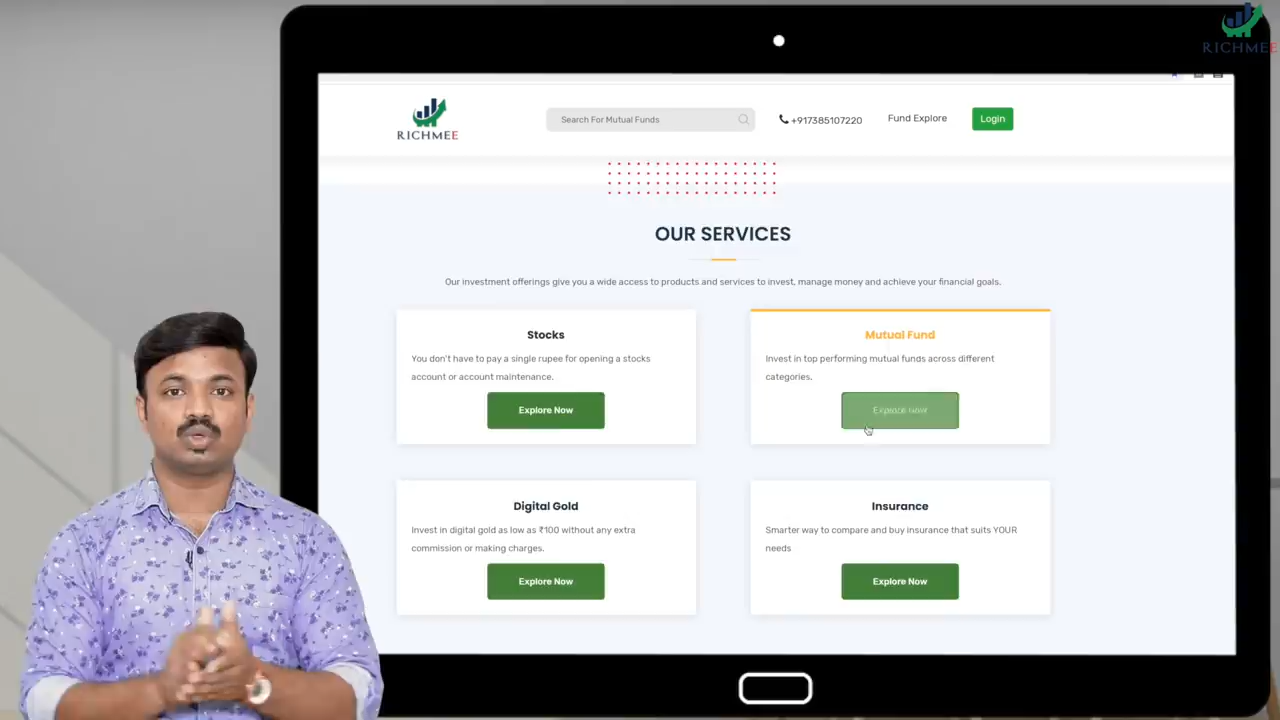 RICHMEE
RICHMEE
Search For Mutual Funds
+917385107220
Fund Explore
Login
OUR SERVICES
Our investment offerings give you a wide access to products and services to invest, manage money and achieve your financial goals.
Stocks
You don't have to pay a single rupee for opening a stocks
account or account maintenance.
Explore Now
Mutual Fund
Invest in top performing mutual funds across different
categories.
Explore Now
Digital Gold
Invest in digital gold as low as ₹100 without any extra
commission or making charges.
Explore Now
Insurance
Smarter way to compare and buy insurance that suits YOUR
needs
Explore Now